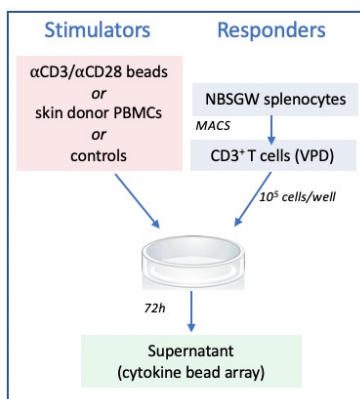 Stimulators
Responders
αCD3/αCD28 beads
or
skin donor PBMCs
or
controls
NBSGW splenocytes
MACS
CD3⁺ T cells (VPD)
10⁵ cells/well
72h
Supernatant
(cytokine bead array)